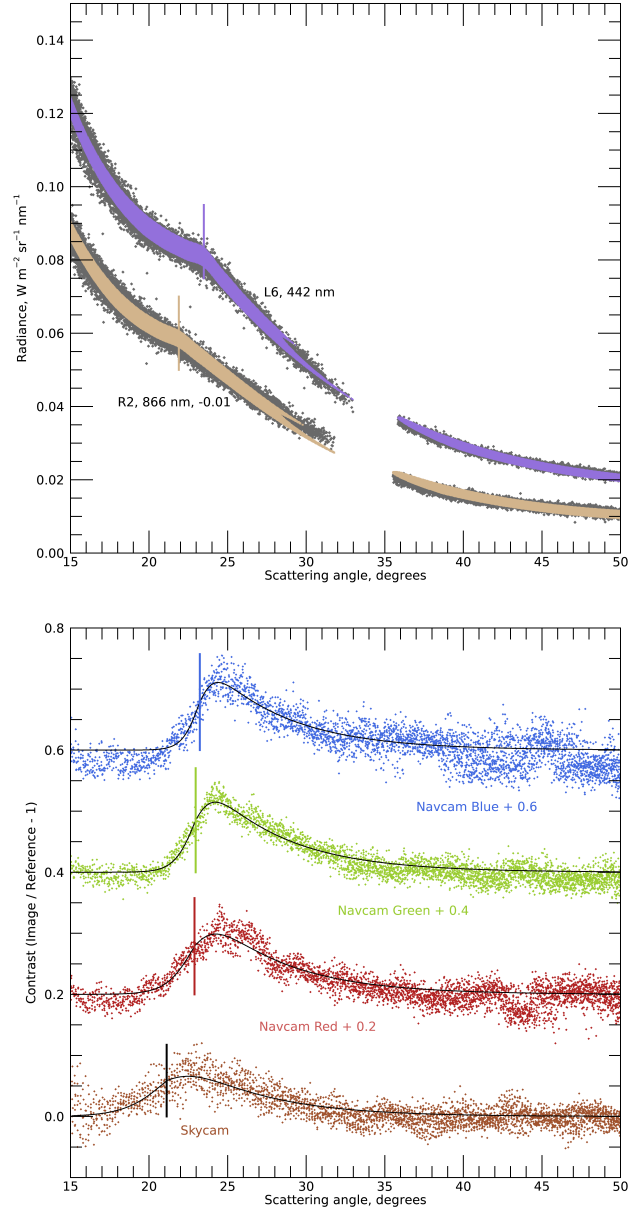 0.14
0.12
0.10
0.08
0.06
0.04
0.02
0.00
Radiance, W m⁻² sr⁻¹ nm⁻¹
L6, 442 nm
R2, 866 nm, -0.01
15 20 25 30 35 40 45 50
Scattering angle, degrees
0.8
0.6
0.4
0.2
0.0
Contrast (Image / Reference - 1)
Navcam Blue + 0.6
Navcam Green + 0.4
Navcam Red + 0.2
Skycam
15 20 25 30 35 40 45 50
Scattering angle, degrees